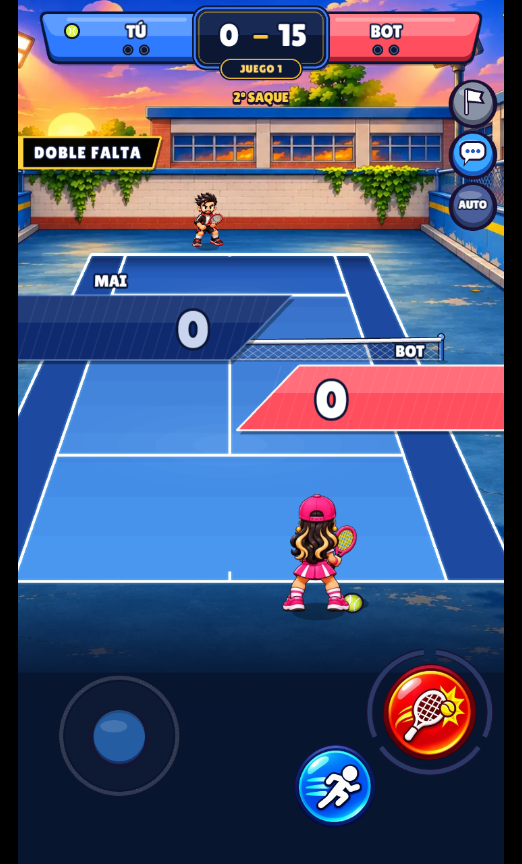 TÚ
0 – 15
BOT
JUEGO 1
2º SAQUE
DOBLE FALTA
AUTO
MAI
0
BOT
0